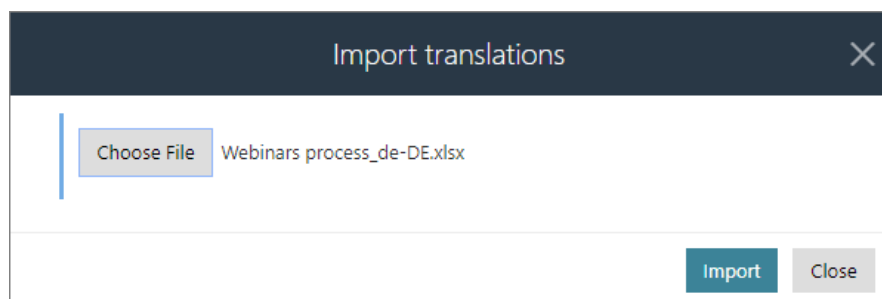 Import translations
Choose File Webinars process_de-DE.xlsx
Import Close